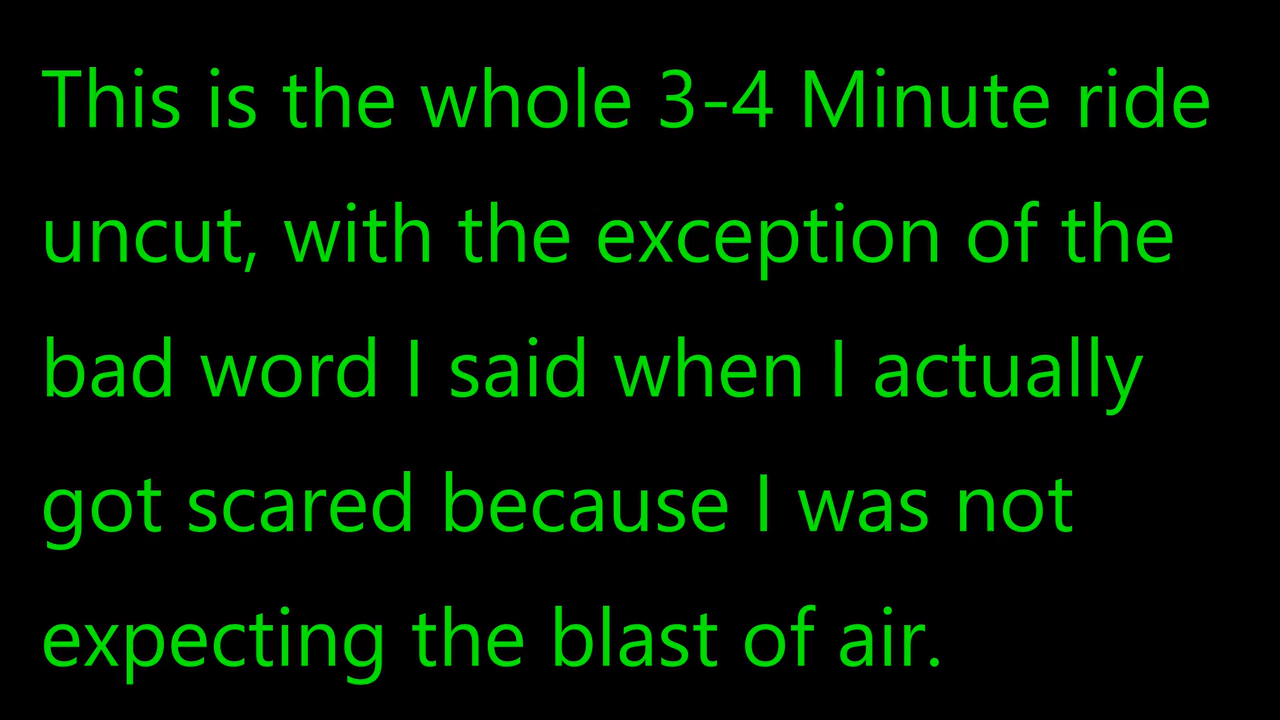 This is the whole 3-4 Minute ride
uncut, with the exception of the
bad word I said when I actually
got scared because I was not
expecting the blast of air.